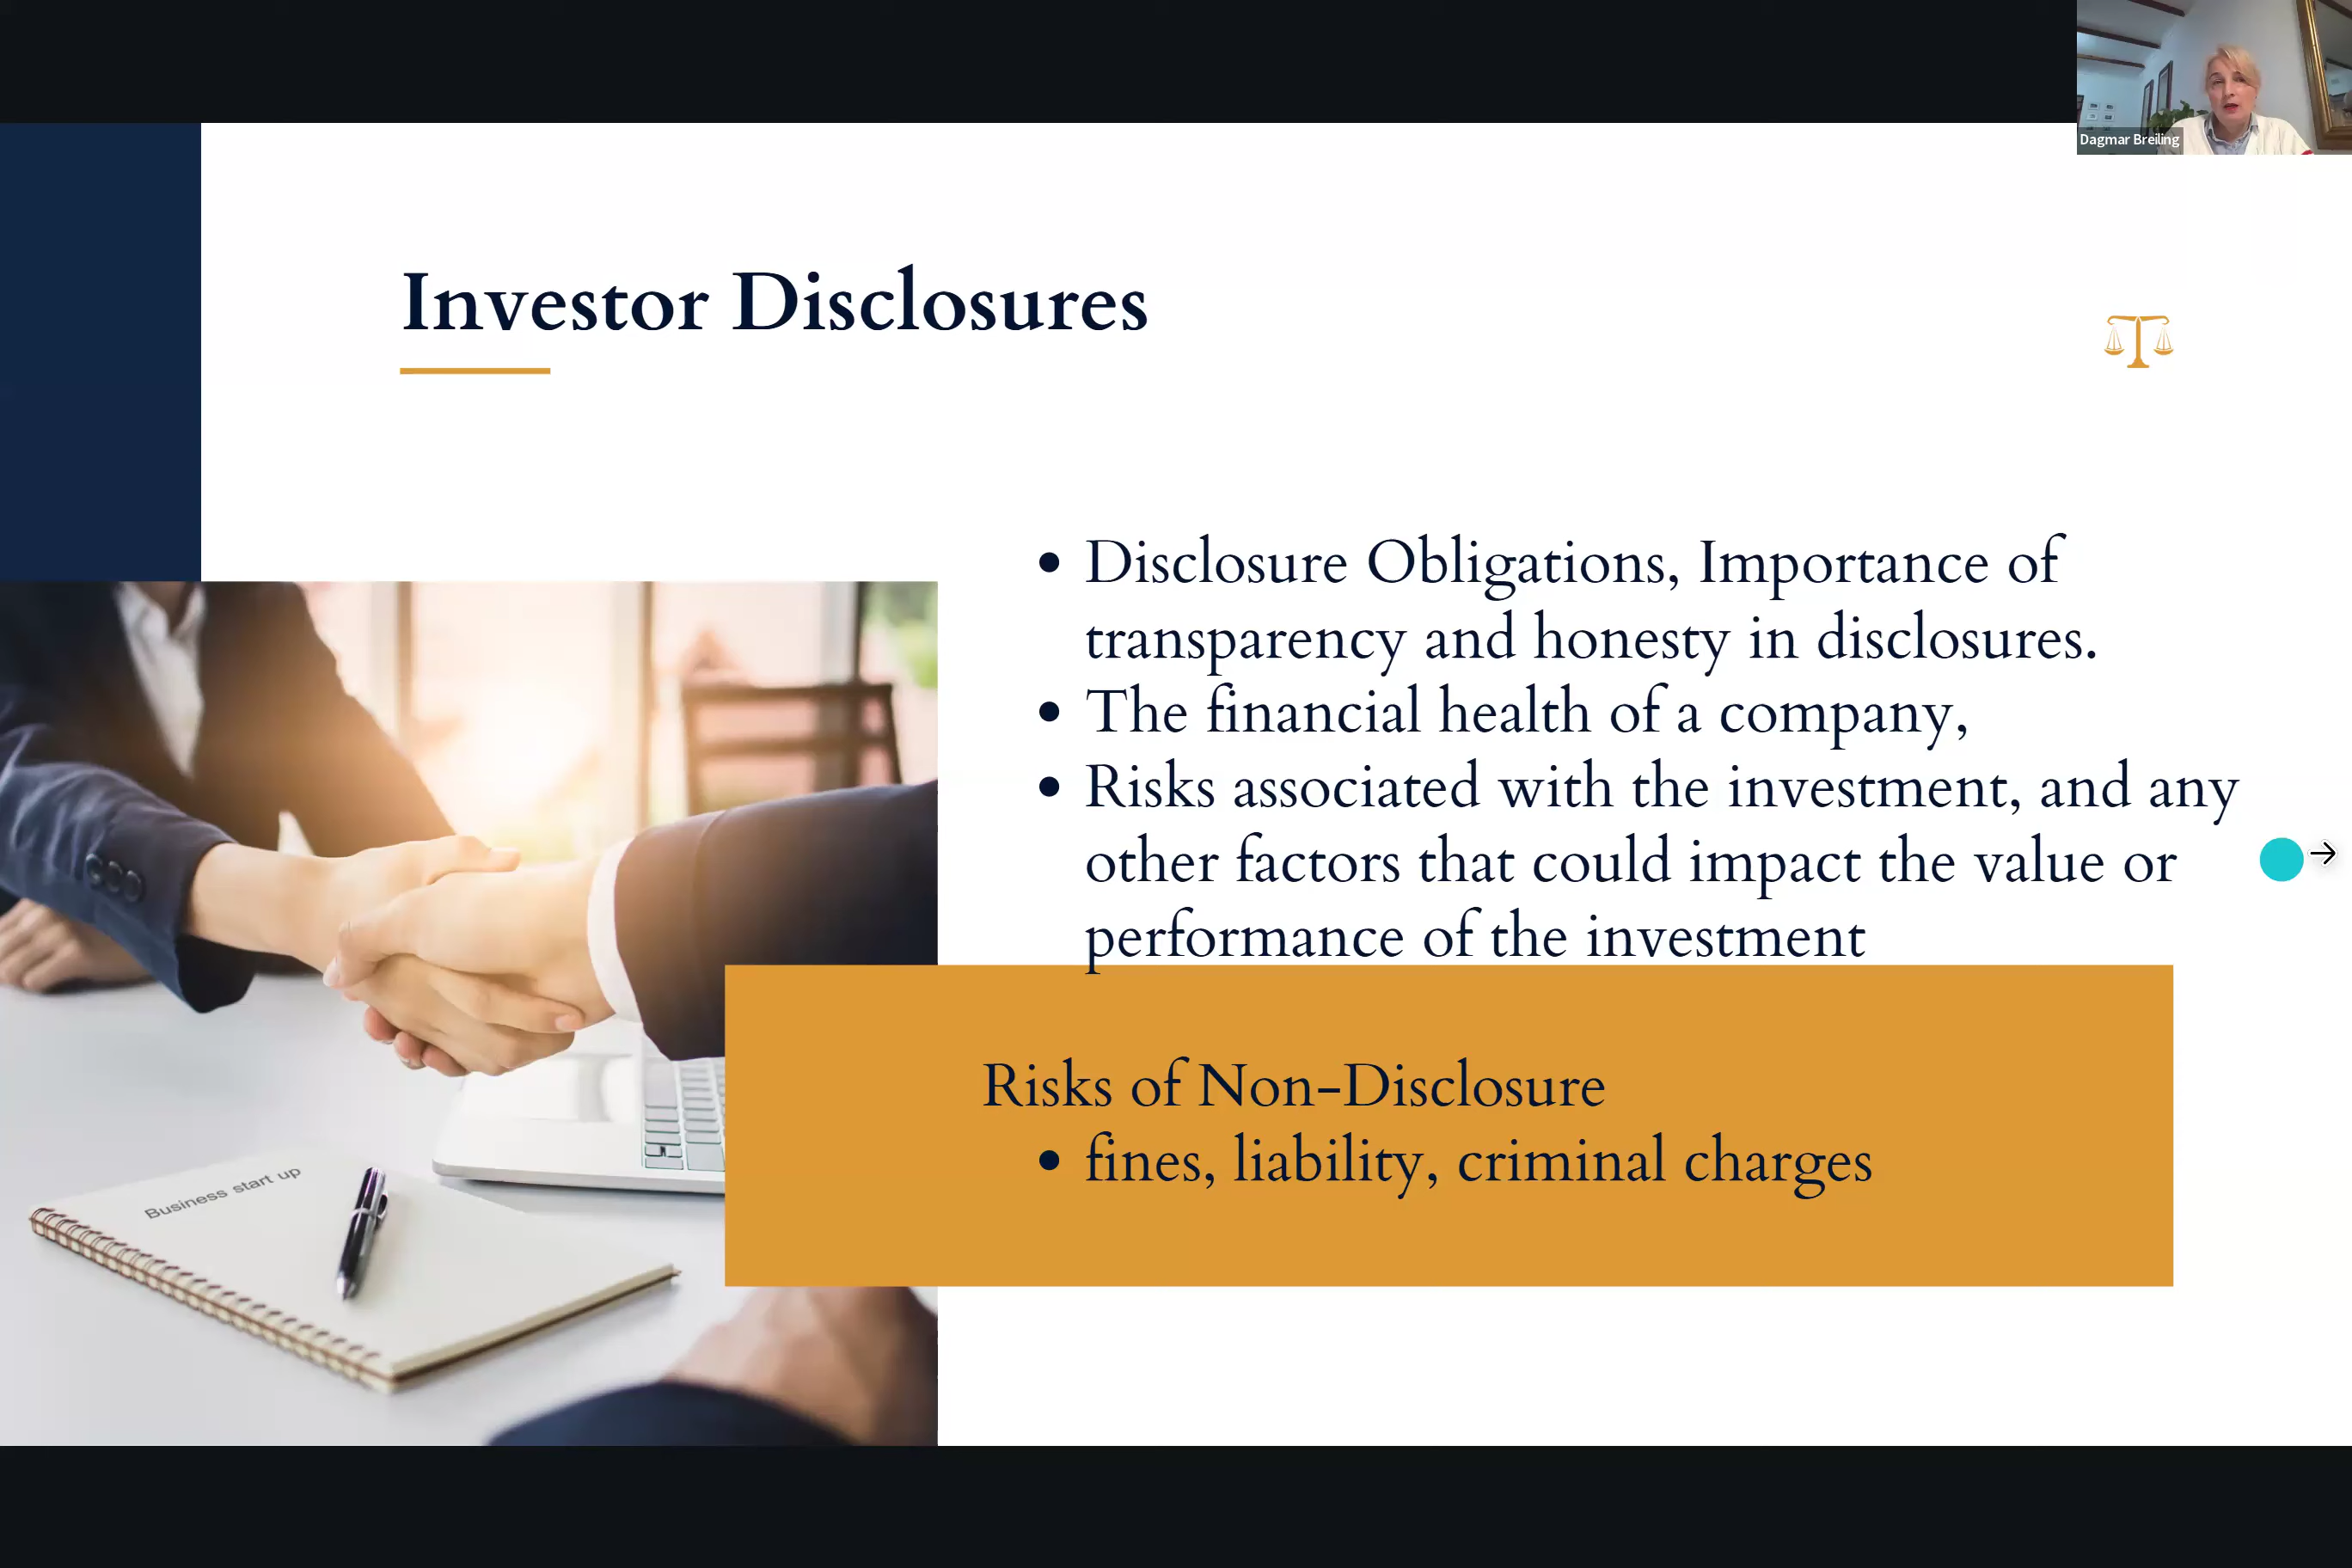 Dagmar Breiling
Investor Disclosures
• Disclosure Obligations, Importance of
transparency and honesty in disclosures.
• The financial health of a company,
• Risks associated with the investment, and any
other factors that could impact the value or
performance of the investment
Risks of Non-Disclosure
• fines, liability, criminal charges
Business start up